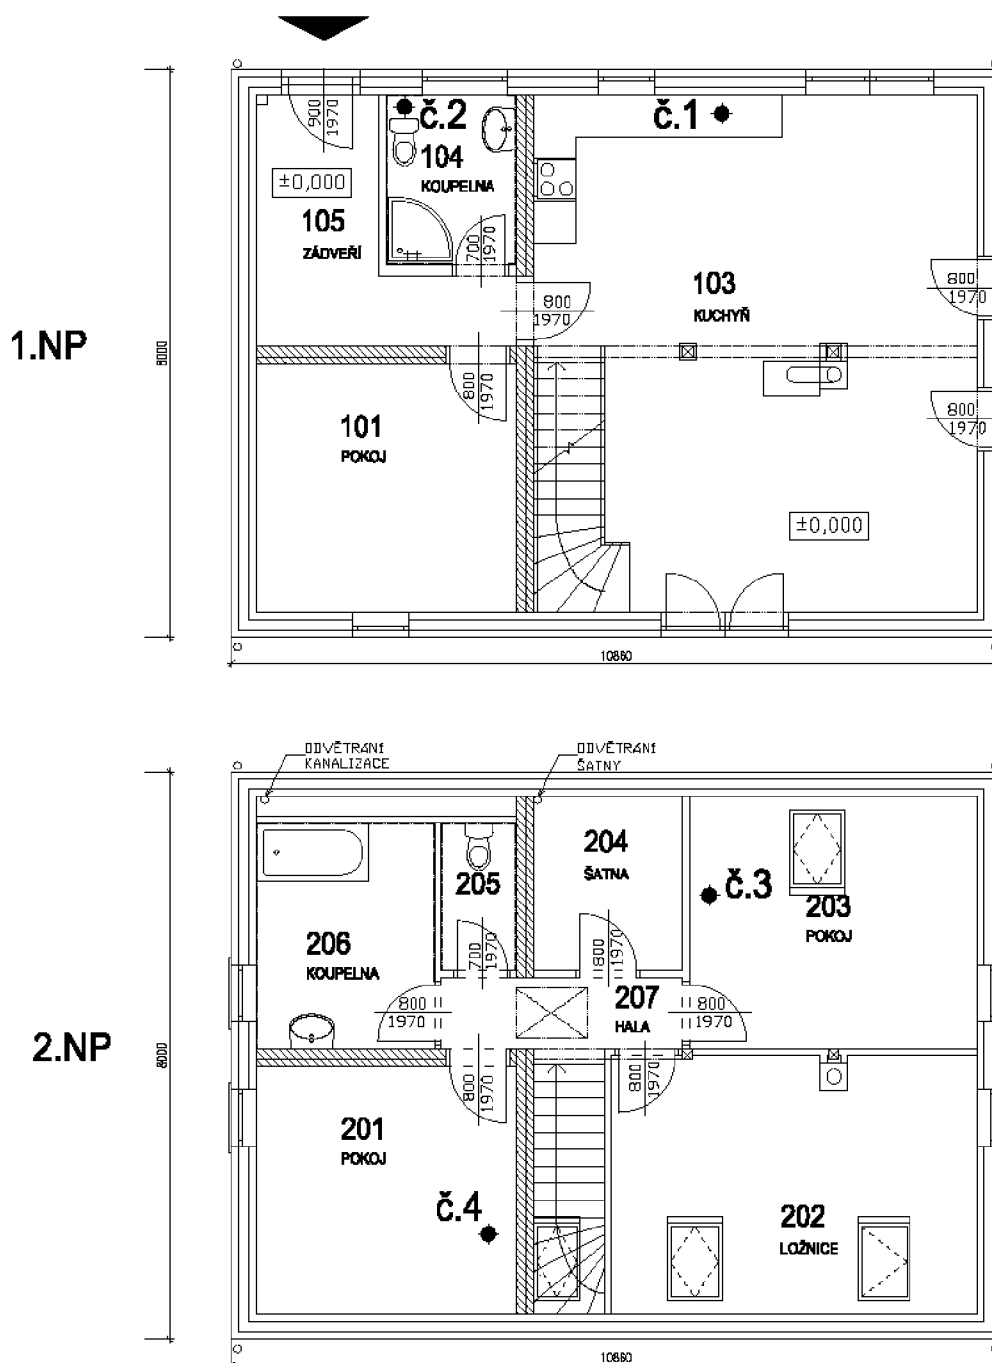 č.2
č.1
900
1970
104
KOUPELNA
±0,000
105
ZÁDVEŘÍ
700
1970
103
KUCHYŇ
800
1970
800
1970
1.NP
8000
800
1970
800
1970
101
POKOJ
±0,000
10860
ODVĚTRÁNÍ
KANALIZACE
ODVĚTRÁNÍ
ŠATNY
204
ŠATNA
205
č.3
203
POKOJ
206
KOUPELNA
700
1970
800
1970
207
HALA
800
1970
800
1970
2.NP
8000
800
1970
800
1970
201
POKOJ
č.4
202
LOŽNICE
10860